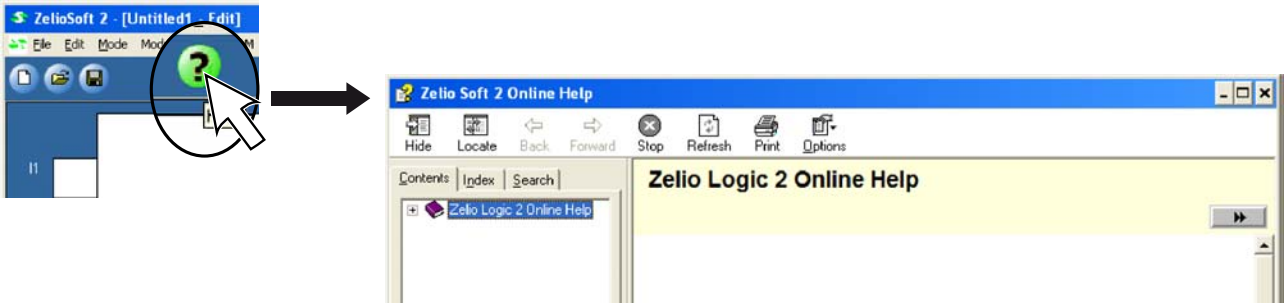 ZelioSoft 2 - [Untitled1 - Edit]
File Edit Mode
?
I1
Zelio Soft 2 Online Help
Hide Locate Back Forward Stop Refresh Print Options
Contents Index Search
Zelio Logic 2 Online Help
Zelio Logic 2 Online Help